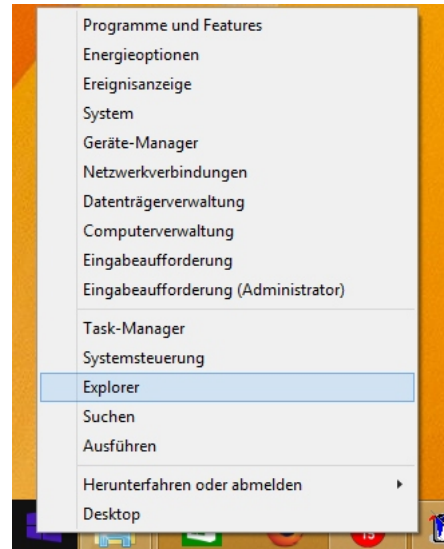 Programme und Features
Energieoptionen
Ereignisanzeige
System
Geräte-Manager
Netzwerkverbindungen
Datenträgerverwaltung
Computerverwaltung
Eingabeaufforderung
Eingabeaufforderung (Administrator)
Task-Manager
Systemsteuerung
Explorer
Suchen
Ausführen
Herunterfahren oder abmelden
Desktop
15